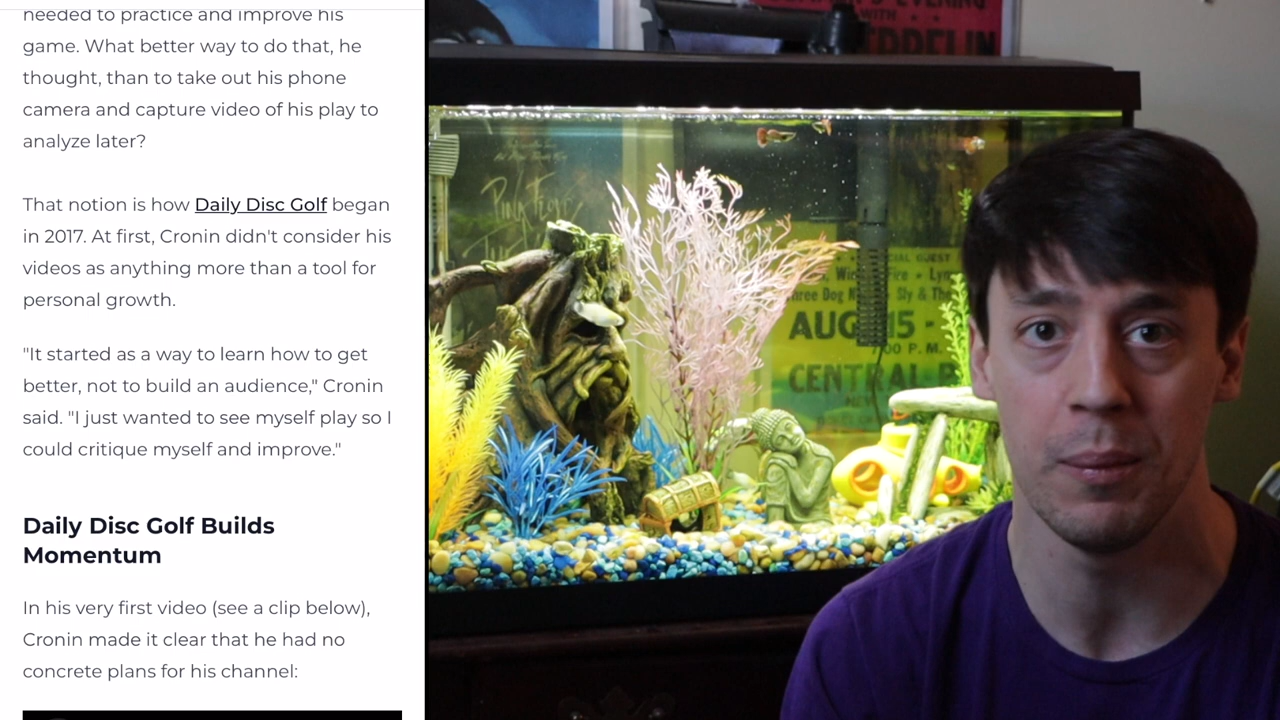 needed to practice and improve his
game. What better way to do that, he
thought, than to take out his phone
camera and capture video of his play to
analyze later?
That notion is how Daily Disc Golf began
in 2017. At first, Cronin didn't consider his
videos as anything more than a tool for
personal growth.
"It started as a way to learn how to get
better, not to build an audience," Cronin
said. "I just wanted to see myself play so I
could critique myself and improve."
Daily Disc Golf Builds
Momentum
In his very first video (see a clip below),
Cronin made it clear that he had no
concrete plans for his channel:
WITH
Pink Floyd
Fire
AUG 15 -
CENTRAL